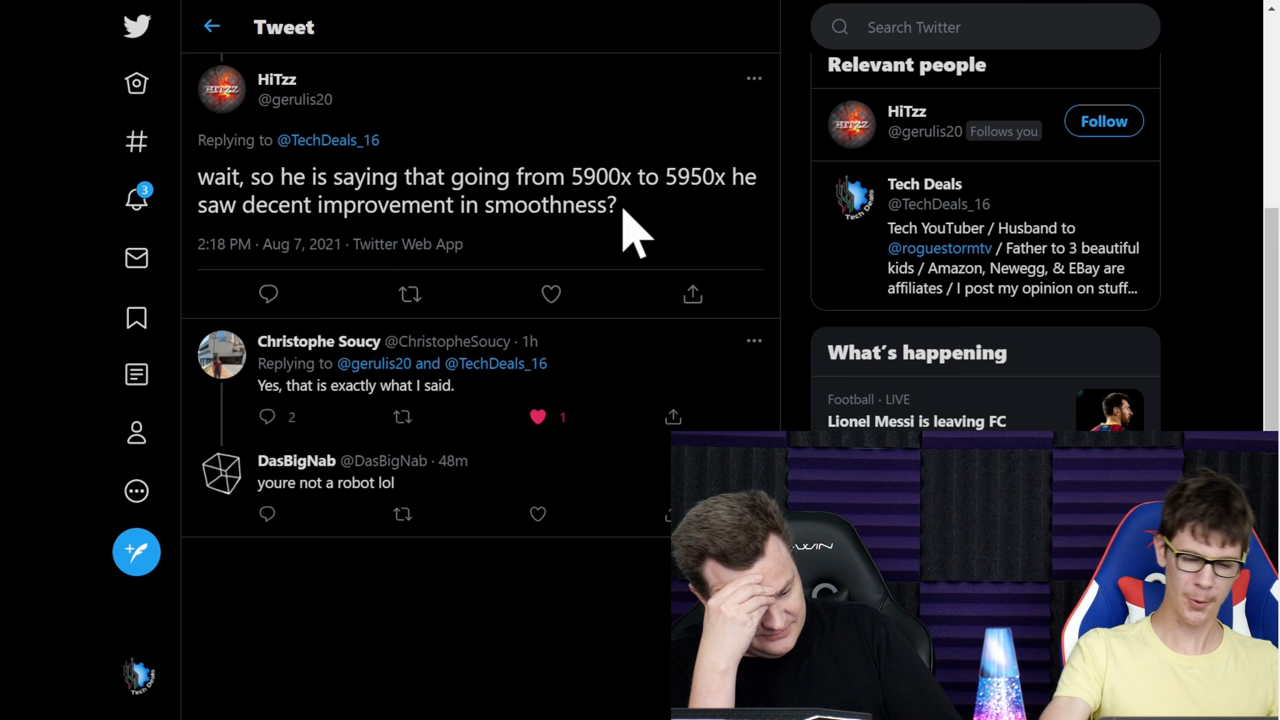 Tweet
HiTzz
@gerulis20
Replying to @TechDeals_16
wait, so he is saying that going from 5900x to 5950x he
saw decent improvement in smoothness?
2:18 PM · Aug 7, 2021 · Twitter Web App
Christophe Soucy @ChristopheSoucy · 1h
Replying to @gerulis20 and @TechDeals_16
Yes, that is exactly what I said.
2
1
DasBigNab @DasBigNab · 48m
youre not a robot lol
3
Tech Deals
Search Twitter
Relevant people
HiTzz
@gerulis20 Follows you
Follow
Tech Deals
@TechDeals_16
Tech YouTuber / Husband to
@roguestormtv / Father to 3 beautiful
kids / Amazon, Newegg, & EBay are
affiliates / I post my opinion on stuff...
What's happening
Football · LIVE
Lionel Messi is leaving FC